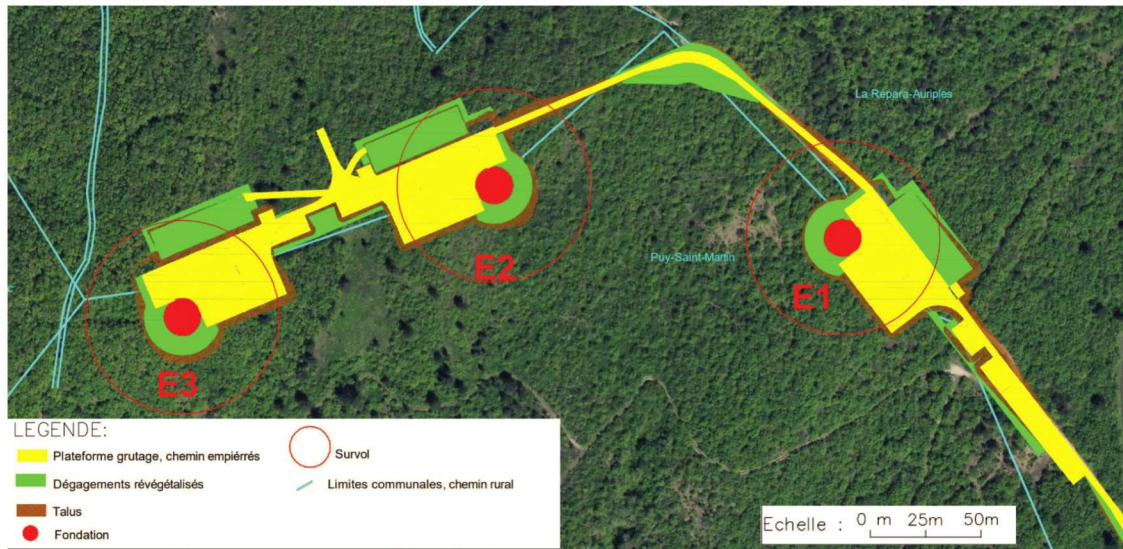 La Répara-Auriples
E2
Puy-Saint-Martin
E1
E3
LEGENDE:
Plateforme grutage, chemin empiérrés
Survol
Dégagements révégétalisés
Limites communales, chemin rural
Talus
Fondation
Echelle : 0 m 25m 50m